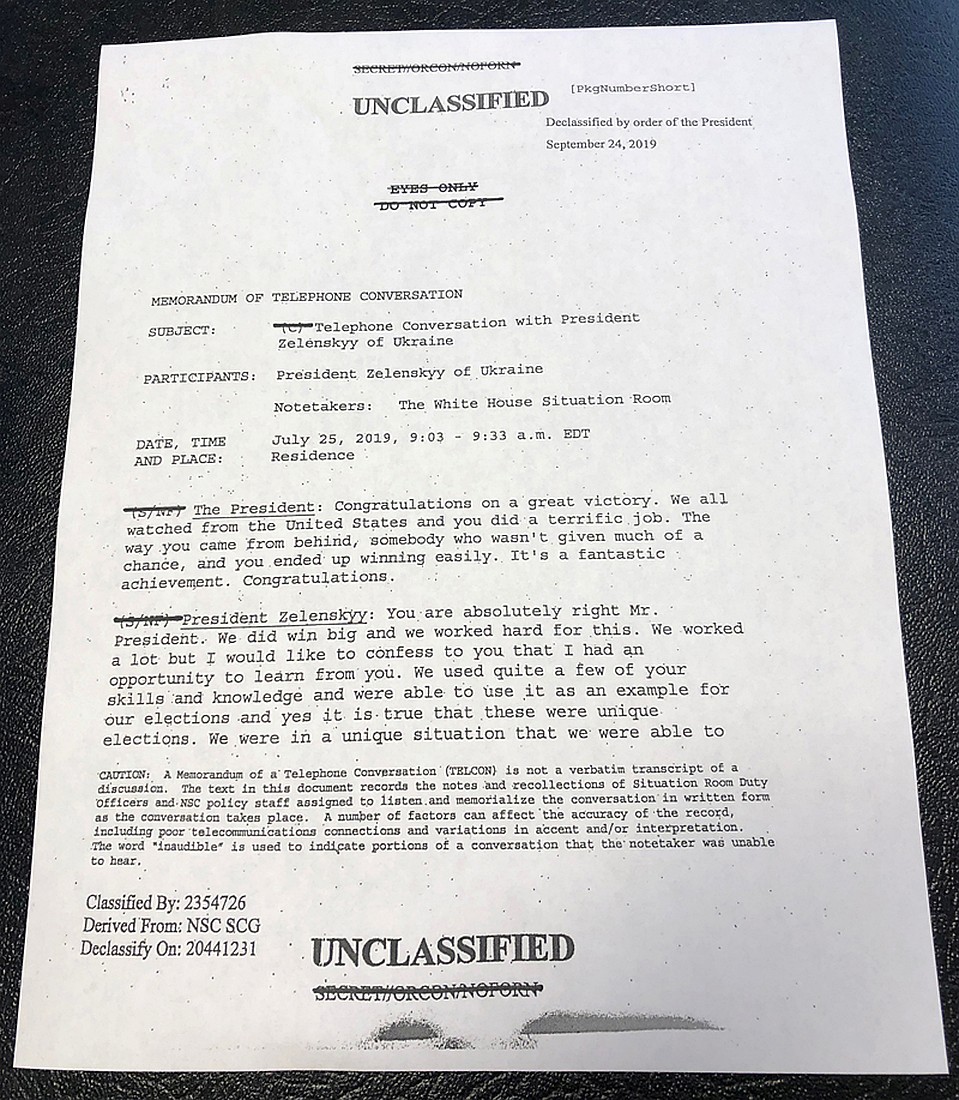 SECRET//ORCON/NOFORN
[PkgNumberShort]
UNCLASSIFIED
Declassified by order of the President
September 24, 2019
EYES ONLY
DO NOT COPY
MEMORANDUM OF TELEPHONE CONVERSATION
SUBJECT: (C) Telephone Conversation with President
Zelenskyy of Ukraine
PARTICIPANTS: President Zelenskyy of Ukraine
Notetakers: The White House Situation Room
DATE, TIME July 25, 2019, 9:03 - 9:33 a.m. EDT
AND PLACE: Residence
(S/NF) The President: Congratulations on a great victory. We all
watched from the United States and you did a terrific job. The
way you came from behind, somebody who wasn't given much of a
chance, and you ended up winning easily. It's a fantastic
achievement. Congratulations.
(S/NF) President Zelenskyy: You are absolutely right Mr.
President. We did win big and we worked hard for this. We worked
a lot but I would like to confess to you that I had an
opportunity to learn from you. We used quite a few of your
skills and knowledge and were able to use it as an example for
our elections and yes it is true that these were unique
elections. We were in a unique situation that we were able to
CAUTION: A Memorandum of a Telephone Conversation (TELCON) is not a verbatim transcript of a
discussion. The text in this document records the notes and recollections of Situation Room Duty
Officers and NSC policy staff assigned to listen and memorialize the conversation in written form
as the conversation takes place. A number of factors can affect the accuracy of the record,
including poor telecommunications connections and variations in accent and/or interpretation.
The word "inaudible" is used to indicate portions of a conversation that the notetaker was unable
to hear.
Classified By: 2354726
Derived From: NSC SCG
Declassify On: 20441231
UNCLASSIFIED
SECRET//ORCON/NOFORN